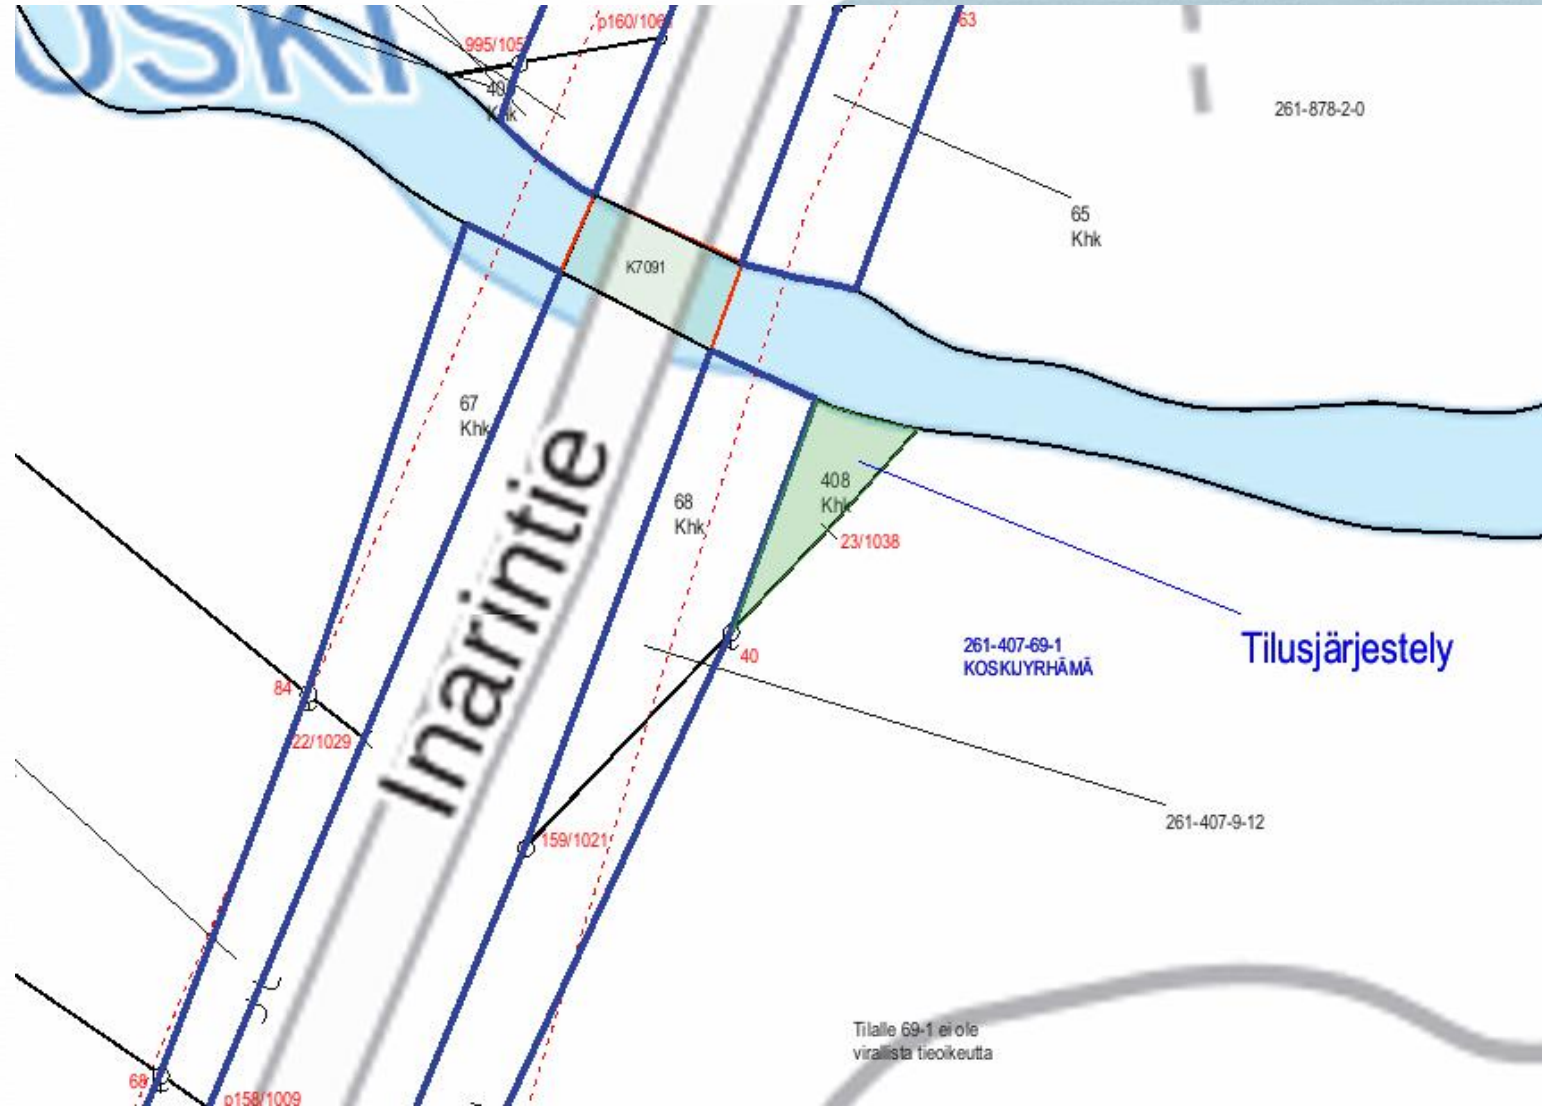 OSKI
995/105
p160/106
63
40
Khk
261-878-2-0
65
Khk
K7091
67
Khk
68
Khk
408
Khk
23/1038
Inarintie
40
261-407-69-1
KOSKUYRHÄMÄ
Tilusjärjestely
84
22/1029
261-407-9-12
159/1021
Tilalle 69-1 ei ole
virallista tieoikeutta
68
p158/1009